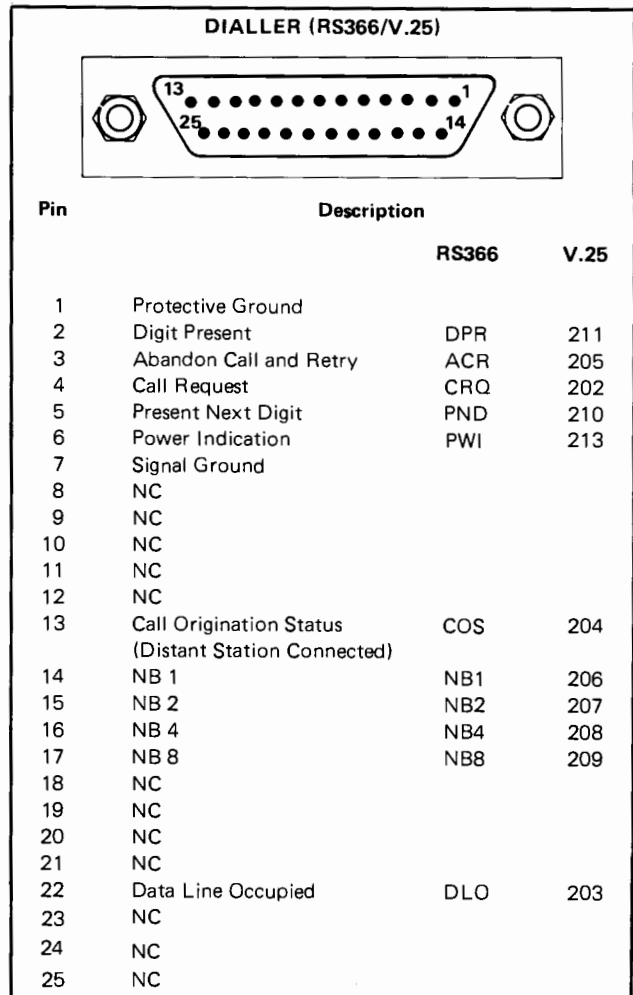 DIALLER (RS366/V.25)
13 1
25 14
Pin Description
RS366 V.25
1 Protective Ground
2 Digit Present DPR 211
3 Abandon Call and Retry ACR 205
4 Call Request CRQ 202
5 Present Next Digit PND 210
6 Power Indication PWI 213
7 Signal Ground
8 NC
9 NC
10 NC
11 NC
12 NC
13 Call Origination Status COS 204
(Distant Station Connected)
14 NB 1 NB1 206
15 NB 2 NB2 207
16 NB 4 NB4 208
17 NB 8 NB8 209
18 NC
19 NC
20 NC
21 NC
22 Data Line Occupied DLO 203
23 NC
24 NC
25 NC